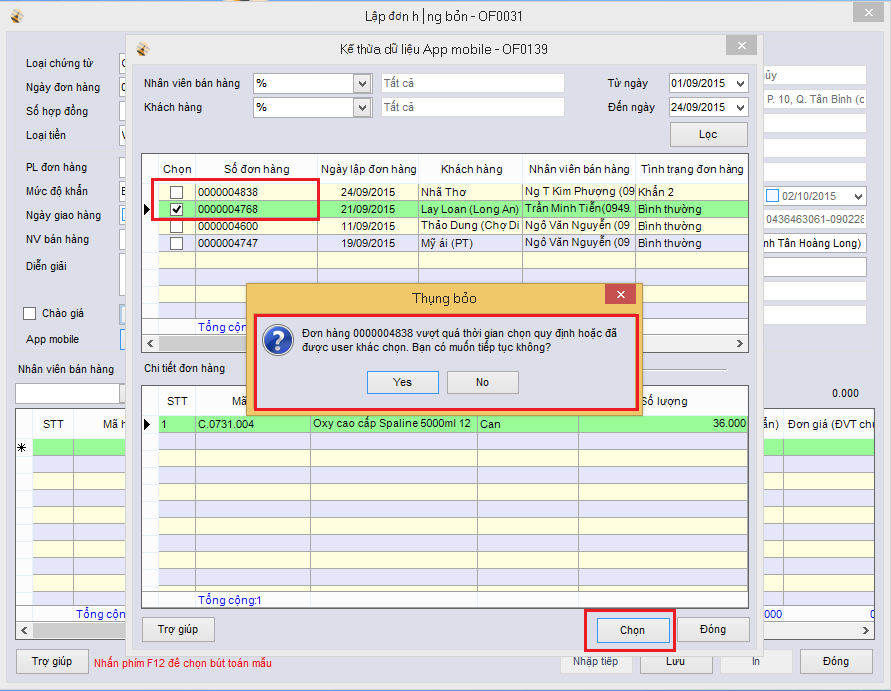 Lập đơn h ng bỏn - OF0031
Kế thừa dữ liệu App mobile - OF0139
Loại chứng từ
Ngày đơn hàng
Số hợp đồng
Loại tiền
PL đơn hàng
Mức độ khẩn
Ngày giao hàng
NV bán hàng
Diễn giải
Chào giá
App mobile
Nhân viên bán hàng
Nhân viên bán hàng % Tất cả Từ ngày 01/09/2015
Khách hàng % Tất cả Đến ngày 24/09/2015
Lọc
Chọn Số đơn hàng Ngày lập đơn hàng Khách hàng Nhân viên bán hàng Tình trạng đơn hàng
0000004838 24/09/2015 Nhã Thơ Ng T Kim Phượng (09 Khẩn 2
0000004768 21/09/2015 Lay Loan (Long An) Trần Minh Tiễn(0949. Bình thường
0000004600 11/09/2015 Thảo Dung (Chợ Di Ngô Văn Nguyễn (09 Bình thường
0000004747 19/09/2015 Mỹ ái (PT) Ngô Văn Nguyễn (09 Bình thường
Tổng cộn
Thụng bỏo
Đơn hàng 0000004838 vượt quá thời gian chọn quy định hoặc đã
được user khác chọn. Bạn có muốn tiếp tục không?
Yes No
Chi tiết đơn hàng
STT Mã Số lượng
1 C.0731.004 Oxy cao cấp Spaline 5000ml 12 Can 36.000
Tổng cộng:1
Trợ giúp Chọn Đóng
ủy
P. 10, Q. Tân Bình (c
02/10/2015
0436463061-090228
nh Tân Hoàng Long)
0.000
STT Mã h ẩn) Đơn giá (ĐVT chu
Tổng cộn 000 0
Trợ giúp Nhấn phím F12 để chọn bút toán mẫu Nhập tiếp Lưu In Đóng